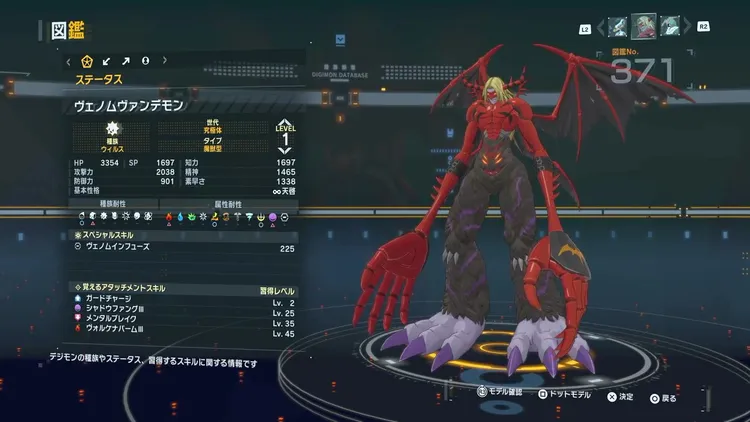 図鑑
L2
R2
図鑑No.
371
DIGIMON DATABASE
ステータス
ヴェノムヴァンデモン
種族
ウィルス
世代
究極体
タイプ
魔獣型
LEVEL
1
HP 3354 SP 1697 知力 1697
攻撃力 2038 精神 1465
防御力 901 素早さ 1338
基本性格 天啓
種族耐性 属性耐性
スペシャルスキル
ヴェノムインフューズ 225
覚えるアタッチメントスキル 習得レベル
ガードチャージ Lv. 2
シャドウファングⅢ Lv. 25
メンタルブレイク Lv. 35
ヴォルケナパームⅢ Lv. 45
デジモンの種族やステータス、習得するスキルに関する情報です
R3 モデル確認 ドットモデル 決定 戻る